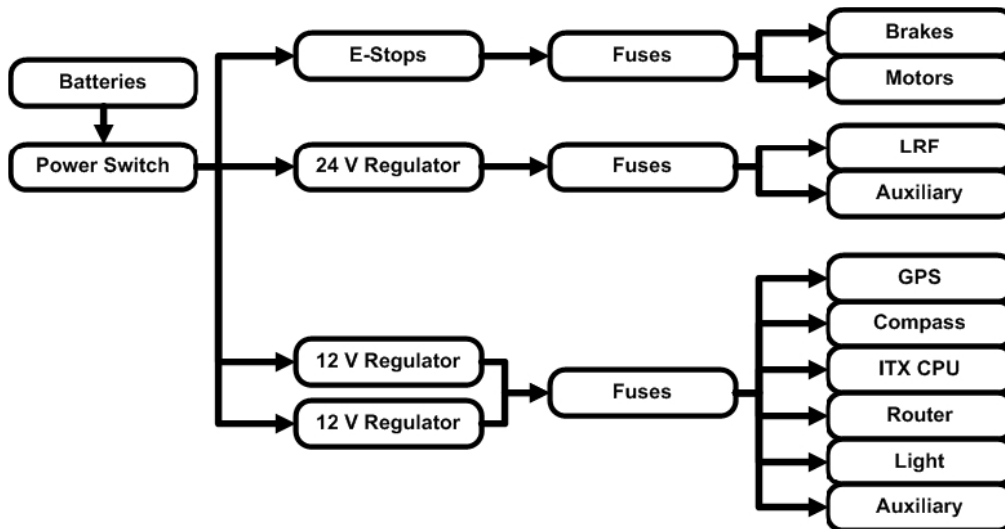 Batteries
Power Switch
E-Stops
Fuses
Brakes
Motors
24 V Regulator
Fuses
LRF
Auxiliary
12 V Regulator
12 V Regulator
Fuses
GPS
Compass
ITX CPU
Router
Light
Auxiliary